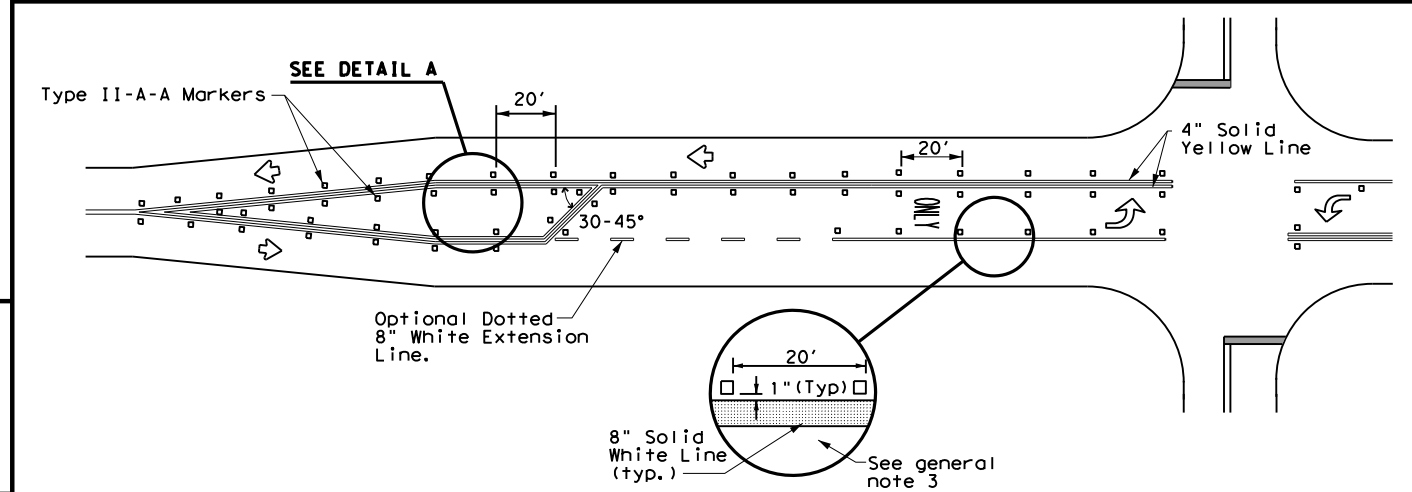 SEE DETAIL A
Type II-A-A Markers
20'
20'
4" Solid
Yellow Line
30-45°
ONLY
Optional Dotted
8" White Extension
Line.
20'
1"(Typ)
8" Solid
White Line
(typ.)
See general
note 3